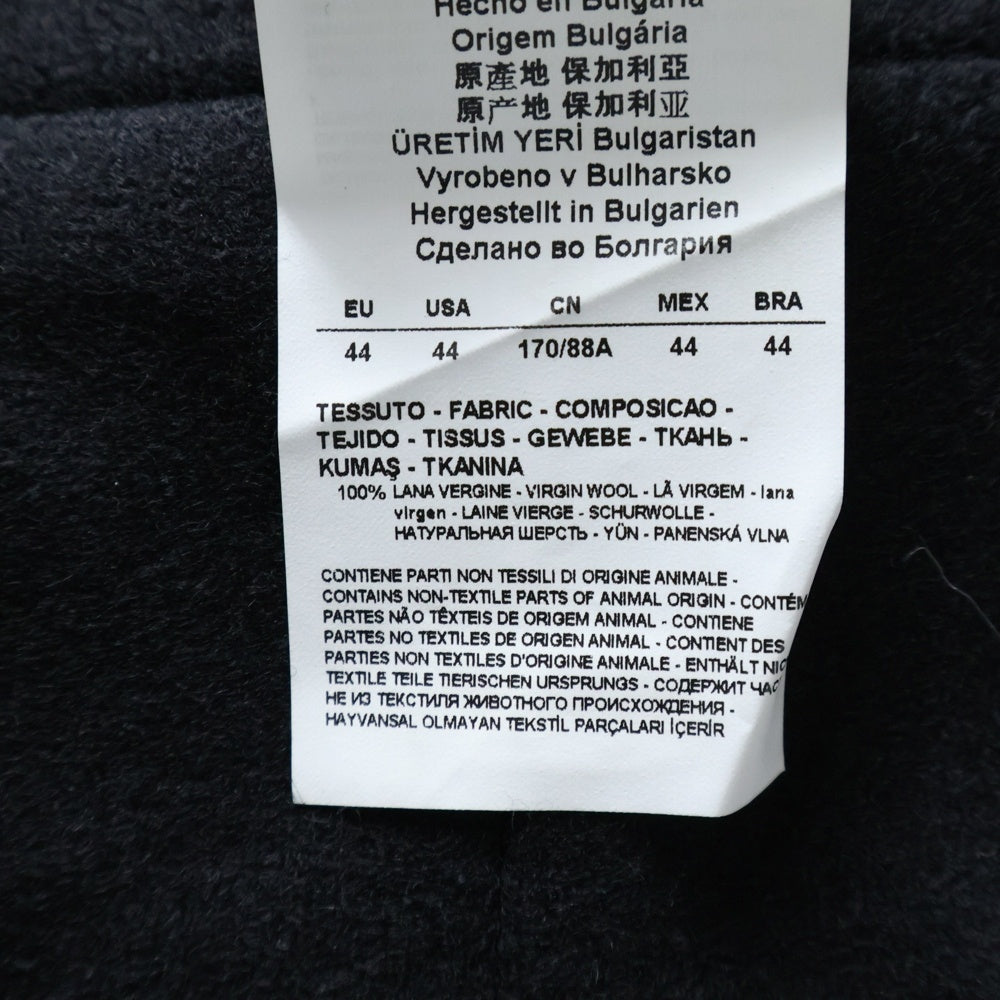 Hecho en Bulgaria
Origem Bulgária
原產地 保加利亞
原产地 保加利亚
ÜRETİM YERİ Bulgaristan
Vyrobeno v Bulharsko
Hergestellt in Bulgarien
Сделано во Болгария
EU USA CN MEX BRA
44 44 170/88A 44 44
TESSUTO - FABRIC - COMPOSICAO -
TEJIDO - TISSUS - GEWEBE - ТКАНЬ -
KUMAŞ - TKANINA
100% LANA VERGINE - VIRGIN WOOL - LÃ VIRGEM - lana
virgen - LAINE VIERGE - SCHURWOLLE -
НАТУРАЛЬНАЯ ШЕРСТЬ - YÜN - PANENSKÁ VLNA
CONTIENE PARTI NON TESSILI DI ORIGINE ANIMALE -
CONTAINS NON-TEXTILE PARTS OF ANIMAL ORIGIN - CONTÉM
PARTES NÃO TÊXTEIS DE ORIGEM ANIMAL - CONTIENE
PARTES NO TEXTILES DE ORIGEN ANIMAL - CONTIENT DES
PARTIES NON TEXTILES D'ORIGINE ANIMALE - ENTHÄLT
TEXTILE TEILE TIERISCHEN URSPRUNGS - СОДЕРЖИТ
НЕ ИЗ ТЕКСТИЛЯ ЖИВОТНОГО ПРОИСХОЖДЕНИЯ -
HAYVANSAL OLMAYAN TEKSTİL PARÇALARI İÇERİR